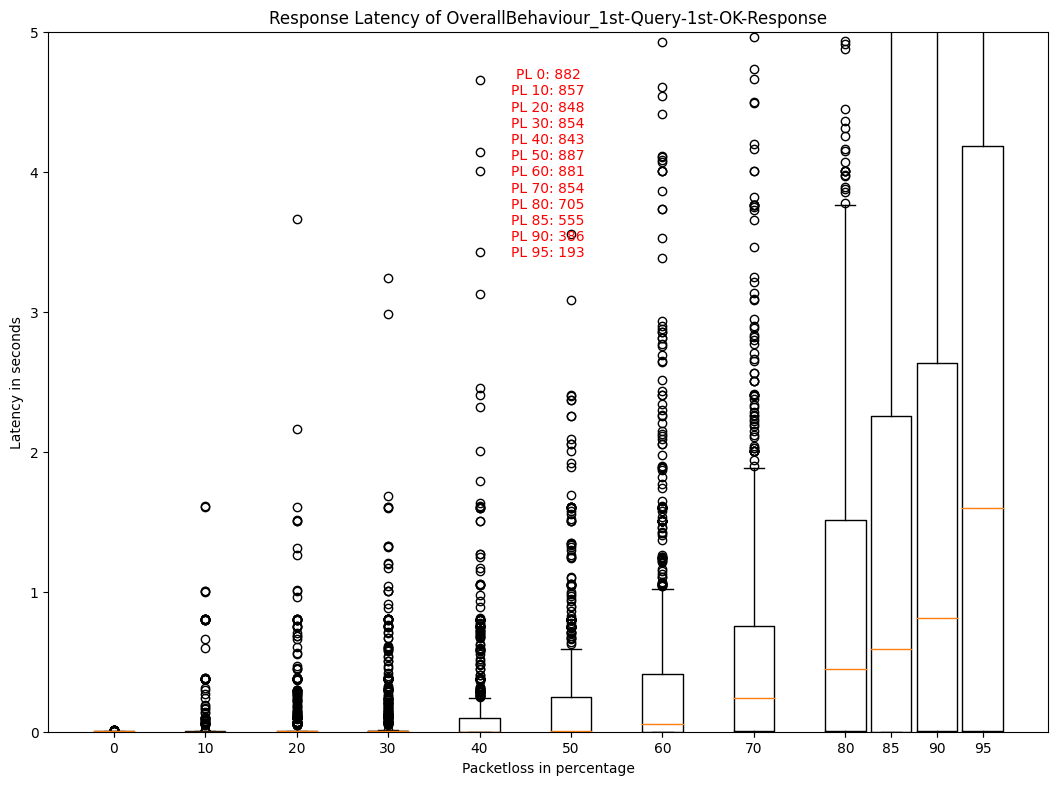 Response Latency of OverallBehaviour_1st-Query-1st-OK-Response
5
4
3
2
1
0
Latency in seconds
PL 0: 882
PL 10: 857
PL 20: 848
PL 30: 854
PL 40: 843
PL 50: 887
PL 60: 881
PL 70: 854
PL 80: 705
PL 85: 555
PL 90:
PL 95: 193
0 10 20 30 40 50 60 70 80 85 90 95
Packetloss in percentage